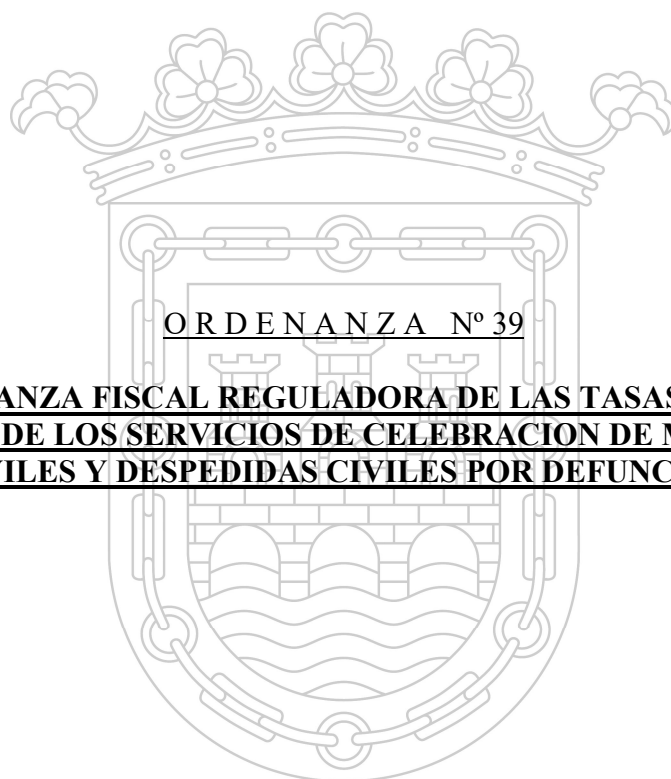 O R D E N A N Z A Nº 39
ANZA FISCAL REGULADORA DE LAS TASAS
DE LOS SERVICIOS DE CELEBRACION DE M
ILES Y DESPEDIDAS CIVILES POR DEFUNC